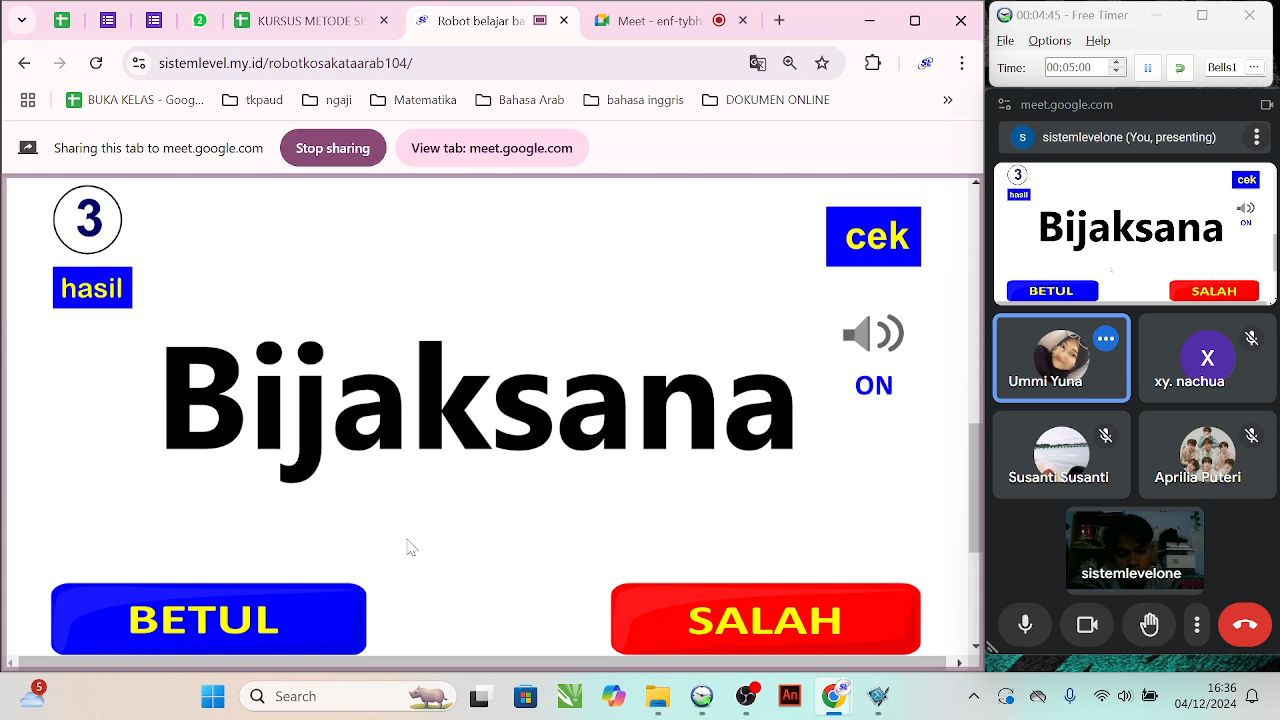 2
KURSUS METODE SI
Robot belajar ba
Meet - enf-tybh
sistemlevel.my.id/robotkosakataarab104/
BUKA KELAS - Goog...
tkpaud
ngaji
Matematika
BaHasa Arab
bahasa inggris
DOKUMEN ONLINE
Sharing this tab to meet.google.com
Stop sharing
View tab: meet.google.com
3
cek
hasil
Bijaksana
ON
BETUL
SALAH
00:04:45 - Free Timer
File
Options
Help
Time:
00:05:00
Bells1
...
meet.google.com
s
sistemlevelone (You, presenting)
3
cek
hasil
Bijaksana
ON
BETUL
SALAH
Ummi Yuna
X
xy. nachua
Susanti Susanti
Aprilia Puteri
sistemlevelone
5
Search
An
16:36
04/12/2024